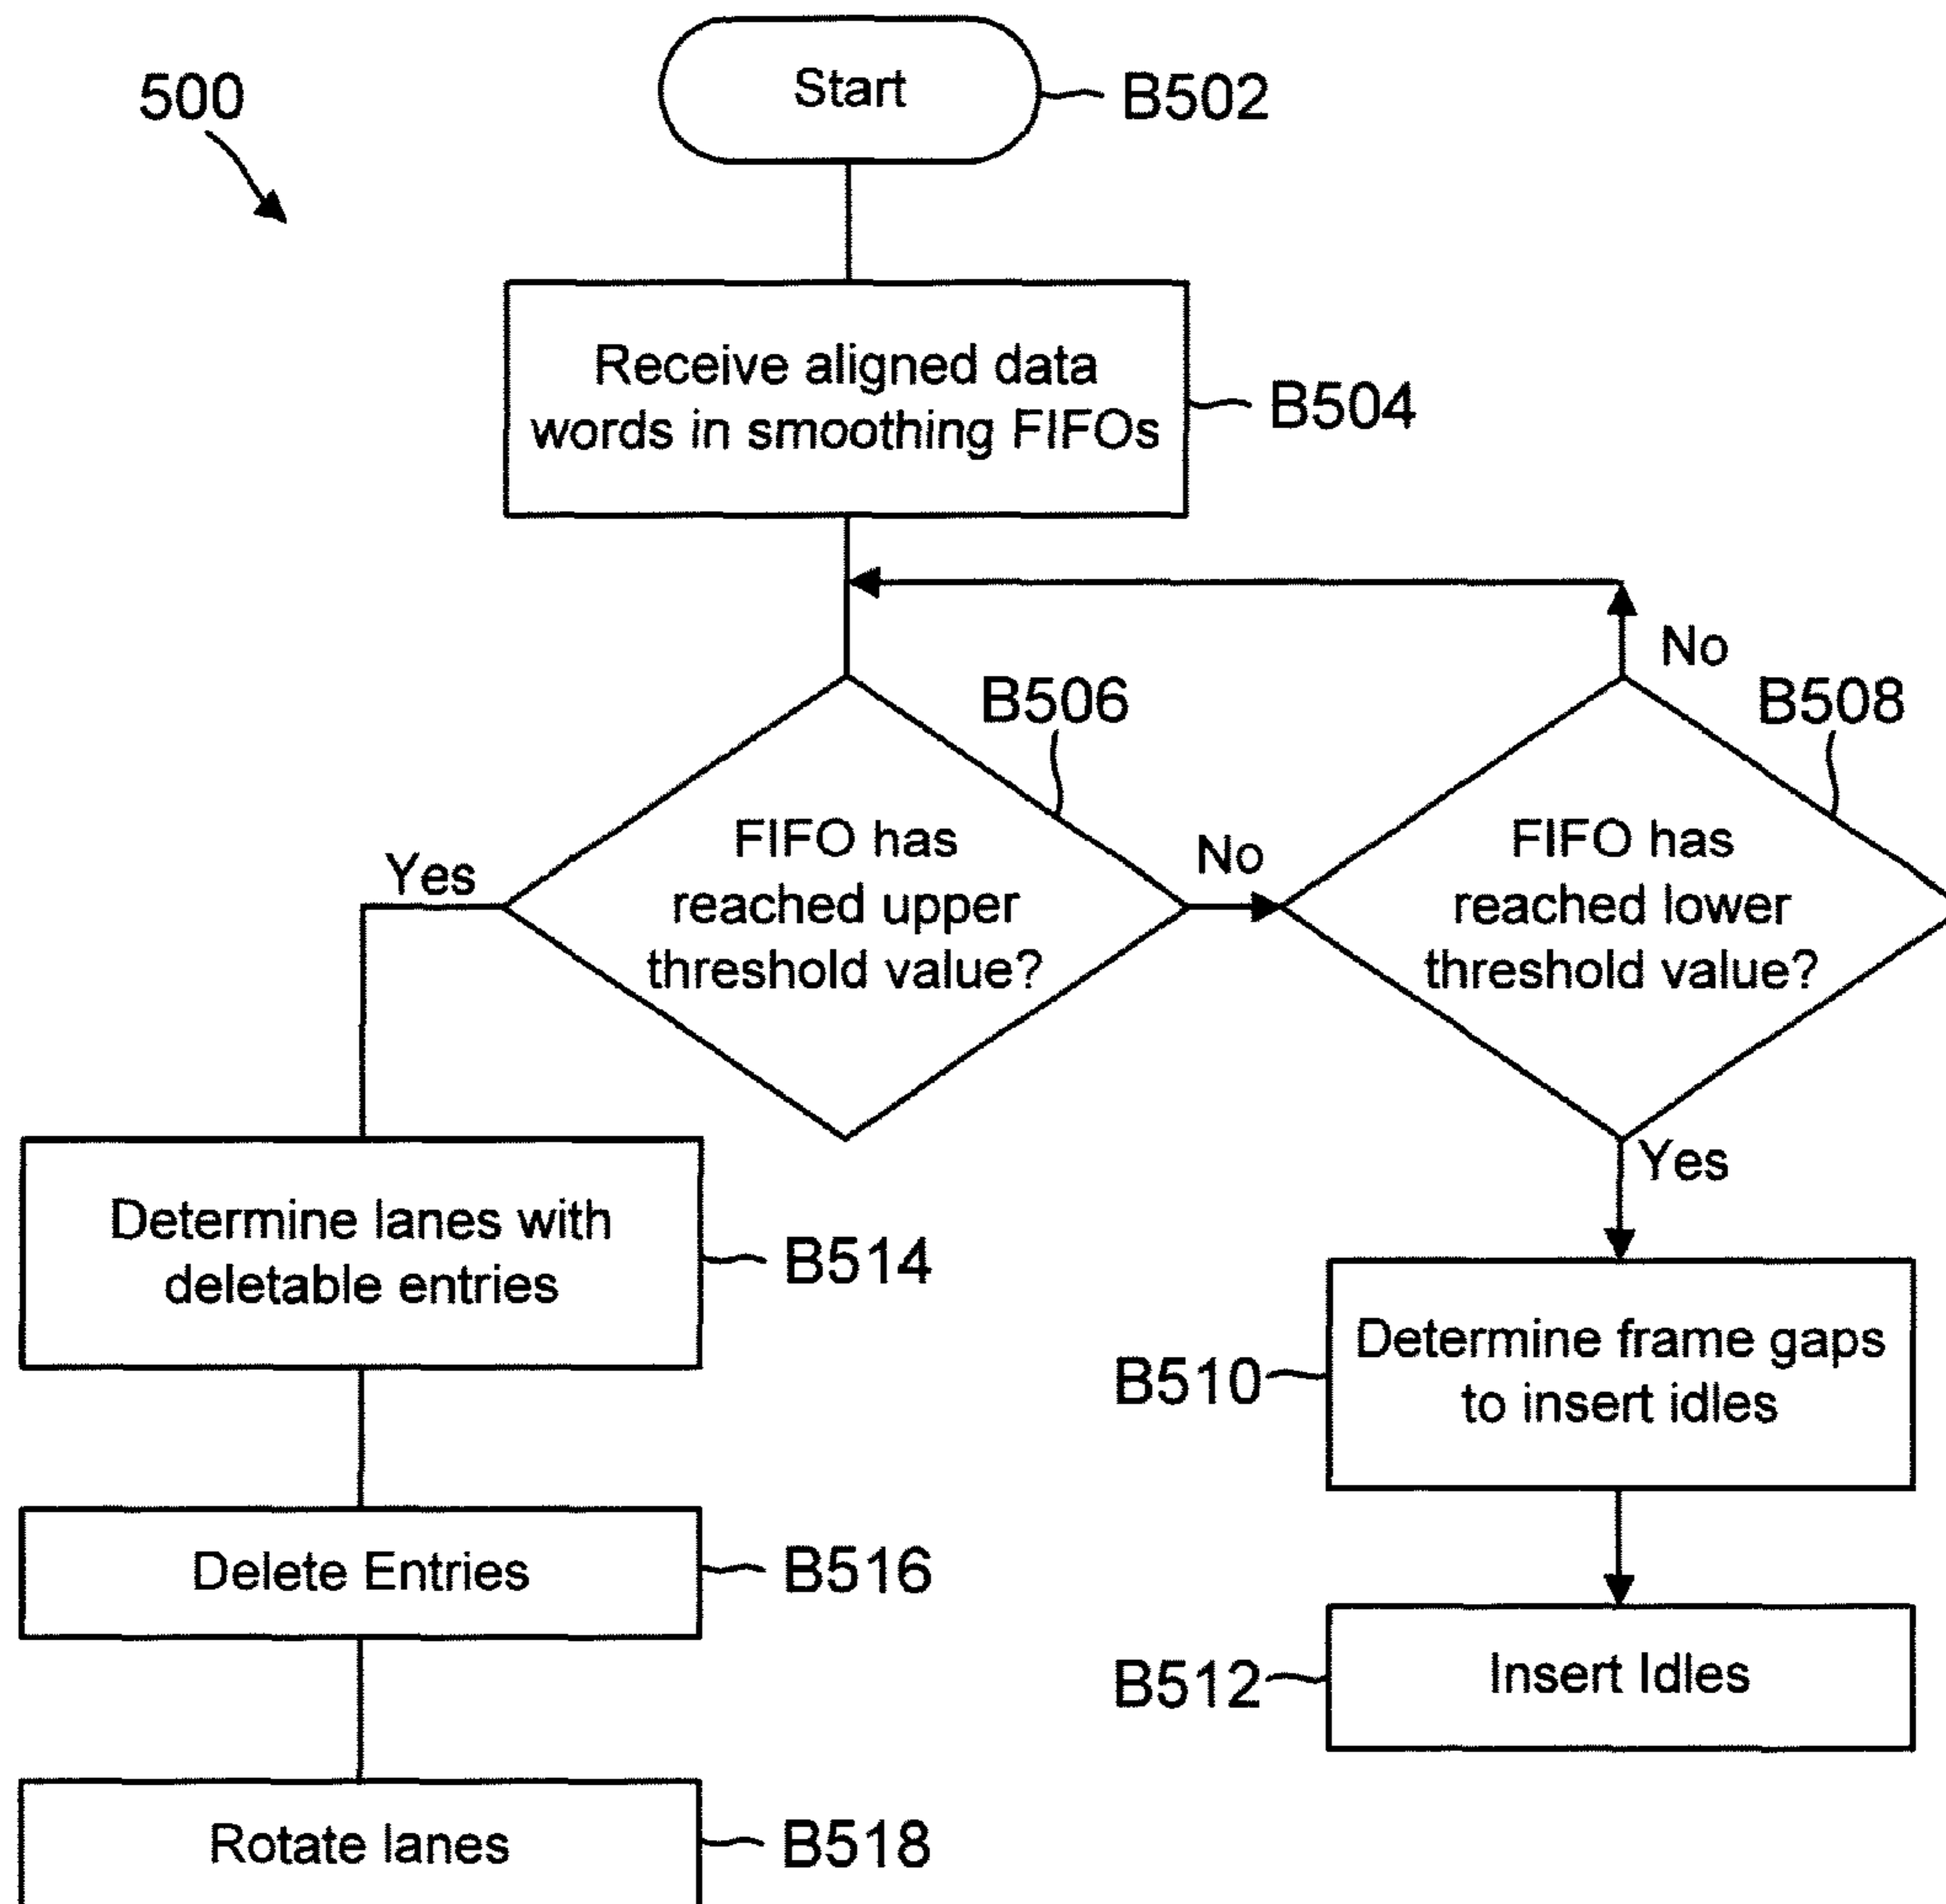 500
Start
B502
Receive aligned data
words in smoothing FIFOs
B504
B506
FIFO has
reached upper
threshold value?
Yes
No
B508
FIFO has
reached lower
threshold value?
No
Yes
Determine lanes with
deletable entries
B514
Delete Entries
B516
Rotate lanes
B518
Determine frame gaps
to insert idles
B510
Insert Idles
B512